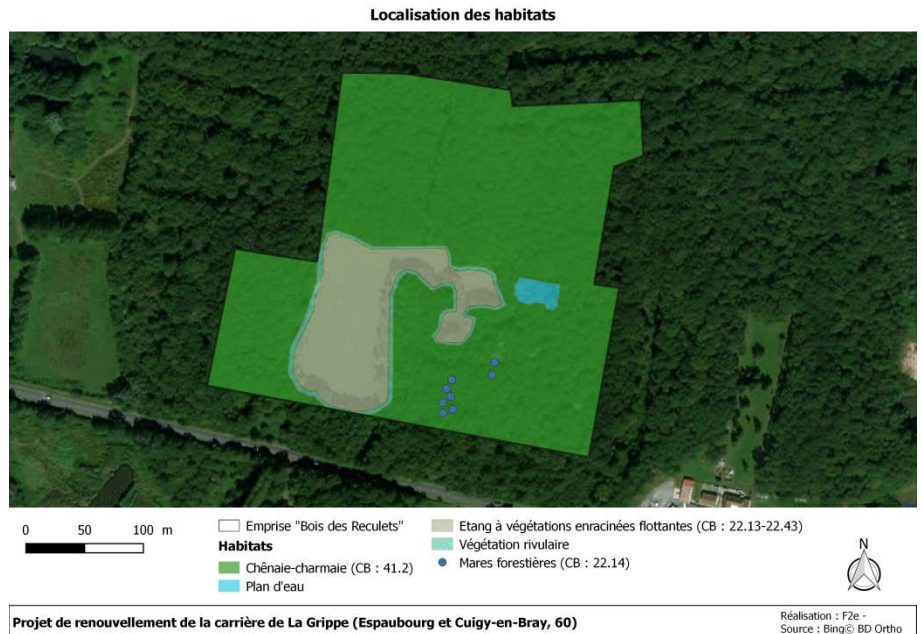 Localisation des habitats
0 50 100 m
Emprise "Bois des Reculets"
Habitats
Chênaie-charmaie (CB : 41.2)
Plan d'eau
Etang à végétations enracinées flottantes (CB : 22.13-22.43)
Végétation rivulaire
Mares forestières (CB : 22.14)
N
Projet de renouvellement de la carrière de La Grippe (Espaubourg et Cuigy-en-Bray, 60)
Réalisation : F2e -
Source : Bing© BD Ortho